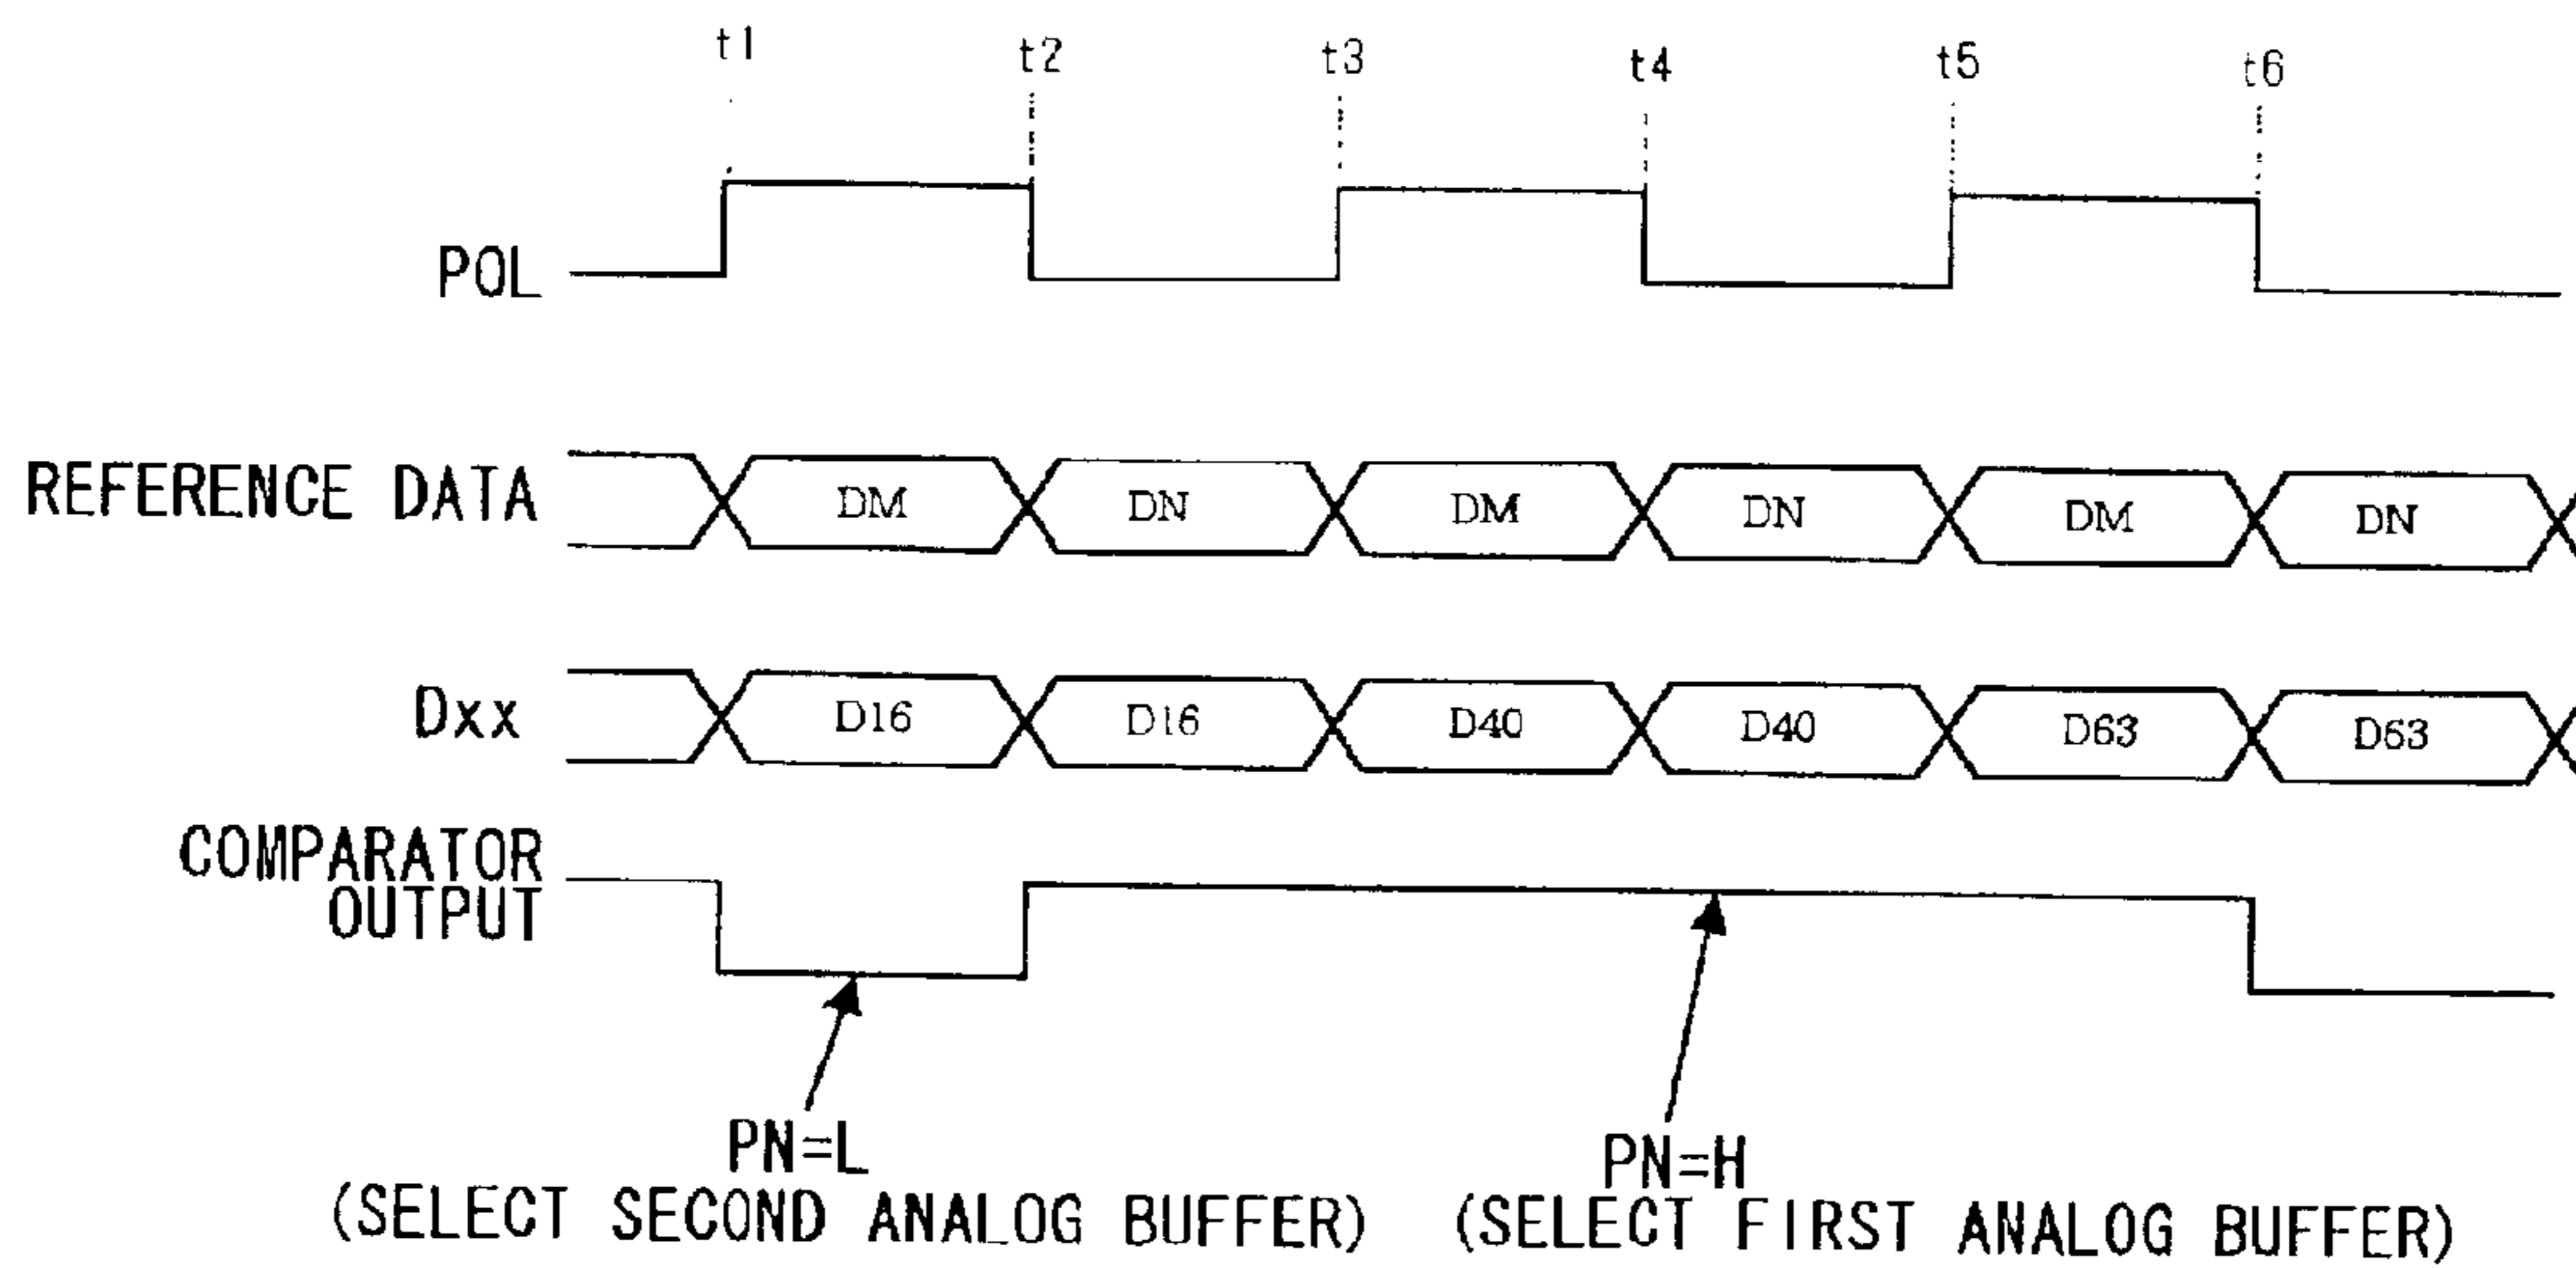 t1 t2 t3 t4 t5 t6
POL
REFERENCE DATA DM DN DM DN DM DN
Dxx D16 D16 D40 D40 D63 D63
COMPARATOR
OUTPUT
PN=L PN=H
(SELECT SECOND ANALOG BUFFER) (SELECT FIRST ANALOG BUFFER)